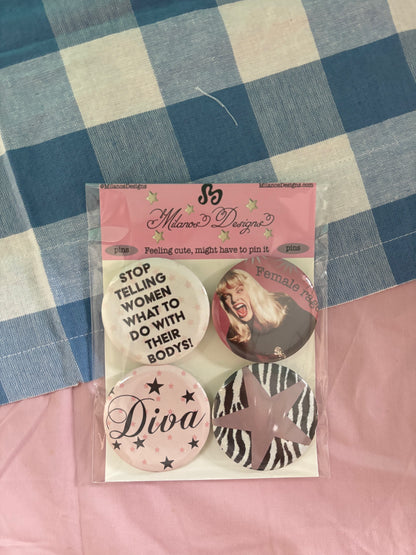 @MilanosDesigns MilanosDesigns.com
Milanos Designs
pins Feeling cute, might have to pin it pins
STOP
TELLING
WOMEN
WHAT TO
DO WITH
THEIR
BODYS!
Female
Diva